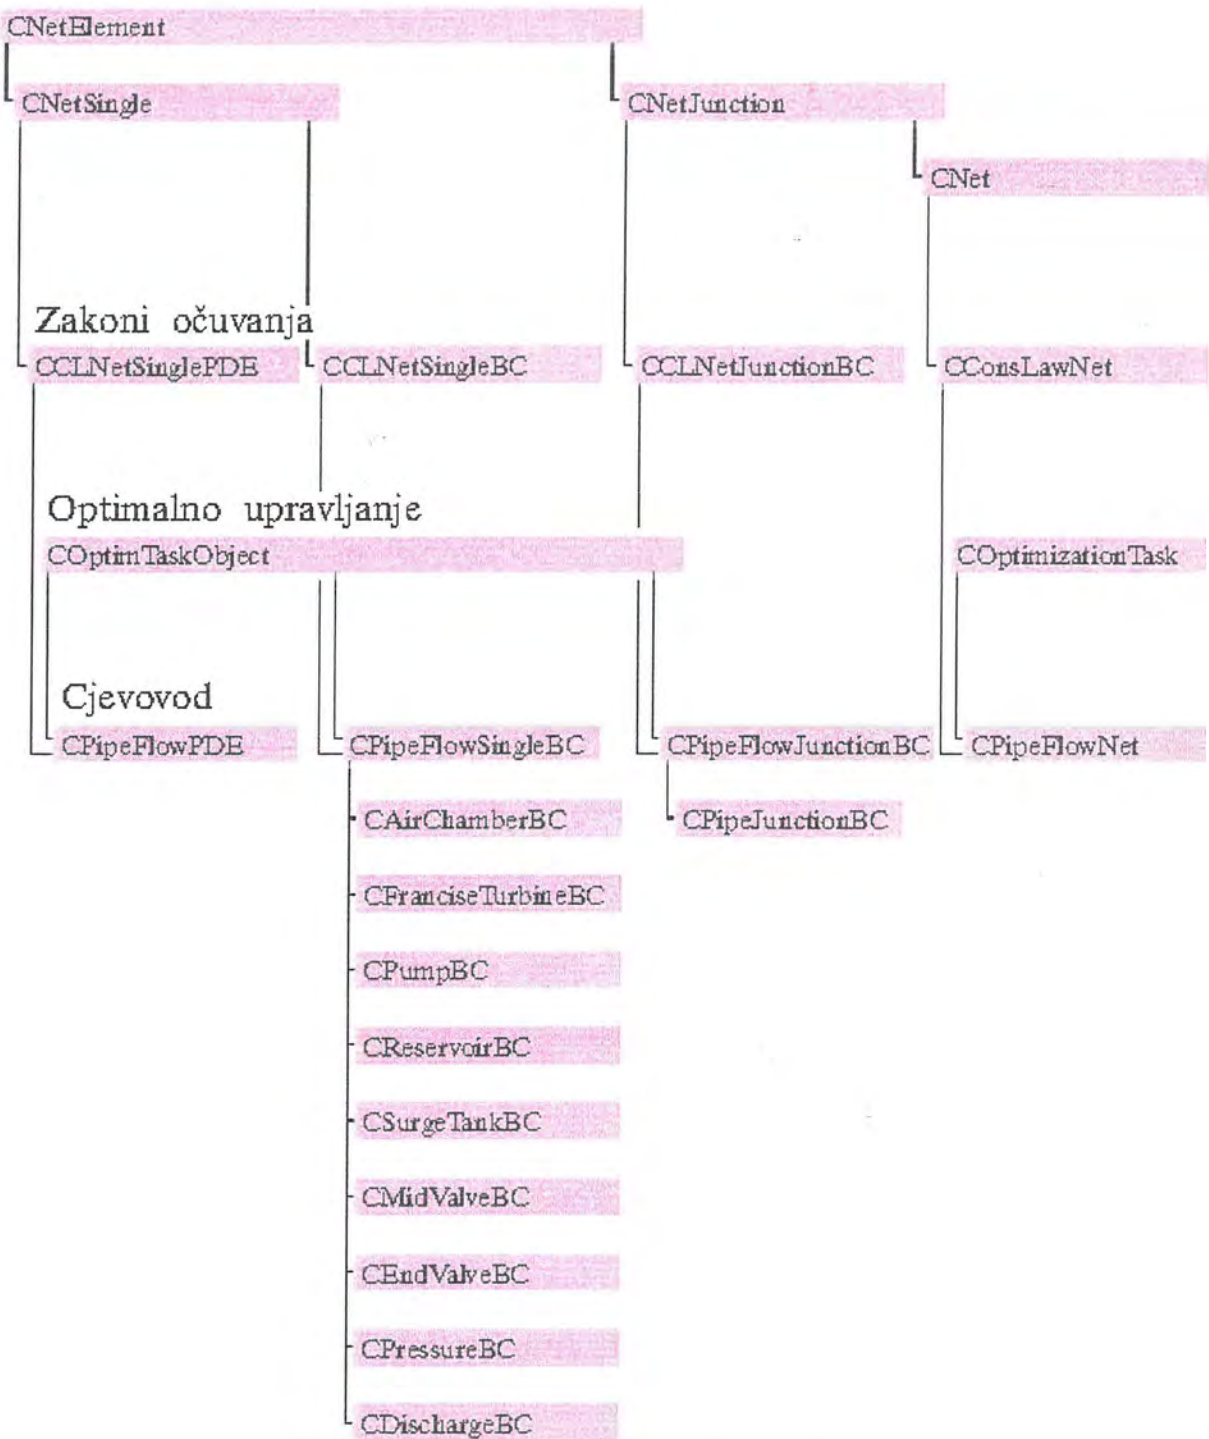 CNetElement
CNetSingle
CNetJunction
CNet
Zakoni očuvanja
CCLNetSinglePDE
CCLNetSingleBC
CCLNetJunctionBC
CConsLawNet
Optimalno upravljanje
COptimTaskObject
COptimizationTask
Cjevovod
CPipeFlowPDE
CPipeFlowSingleBC
CPipeFlowJunctionBC
CPipeFlowNet
CAirChamberBC
CPipeJunctionBC
CFranciseTurbineBC
CPumpBC
CReservoirBC
CSurgeTankBC
CMidValveBC
CEndValveBC
CPressureBC
CDischargeBC